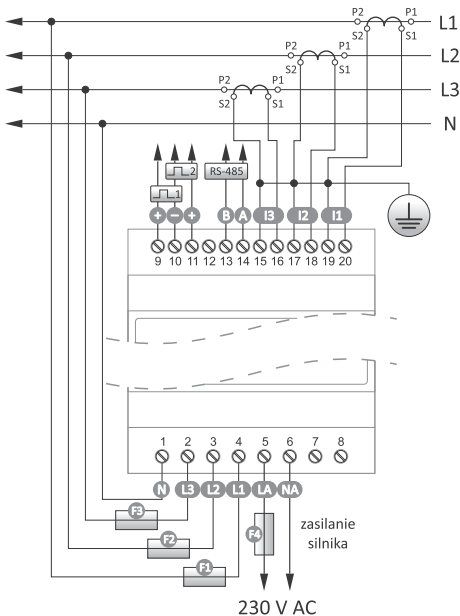 P2 P1 L1
S2 S1
P2 P1 L2
S2 S1
P2 P1 L3
S2 S1
N
2 RS-485
1
+ − + B A I3 I2 I1
9 10 11 12 13 14 15 16 17 18 19 20
1 2 3 4 5 6 7 8
N L3 L2 L1 LA NA
F3
F4 zasilanie
silnika
F2
F1
230 V AC